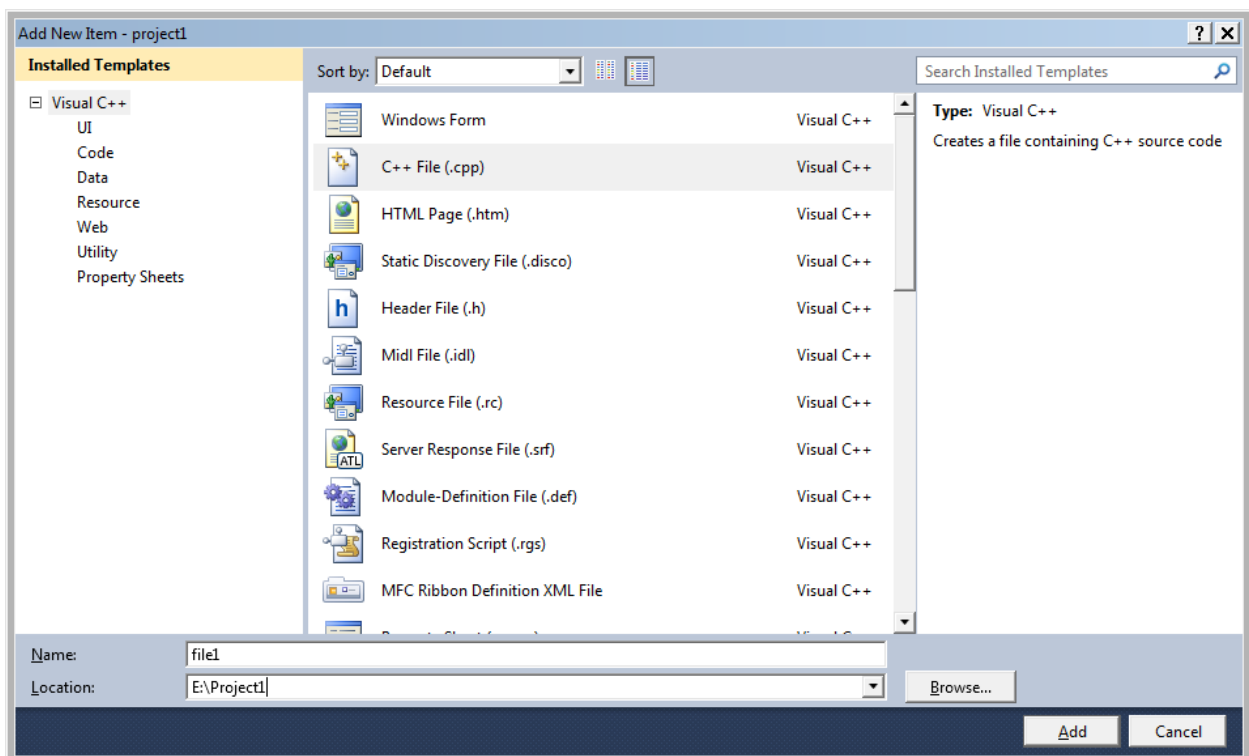 Add New Item - project1
? X
Installed Templates
Sort by: Default
Search Installed Templates
Visual C++
UI
Code
Data
Resource
Web
Utility
Property Sheets
Windows Form Visual C++
C++ File (.cpp) Visual C++
HTML Page (.htm) Visual C++
Static Discovery File (.disco) Visual C++
Header File (.h) Visual C++
Midl File (.idl) Visual C++
Resource File (.rc) Visual C++
ATL
Server Response File (.srf) Visual C++
Module-Definition File (.def) Visual C++
Registration Script (.rgs) Visual C++
MFC Ribbon Definition XML File Visual C++
Type: Visual C++
Creates a file containing C++ source code
Name: file1
Location: E:\Project1
Browse...
Add Cancel